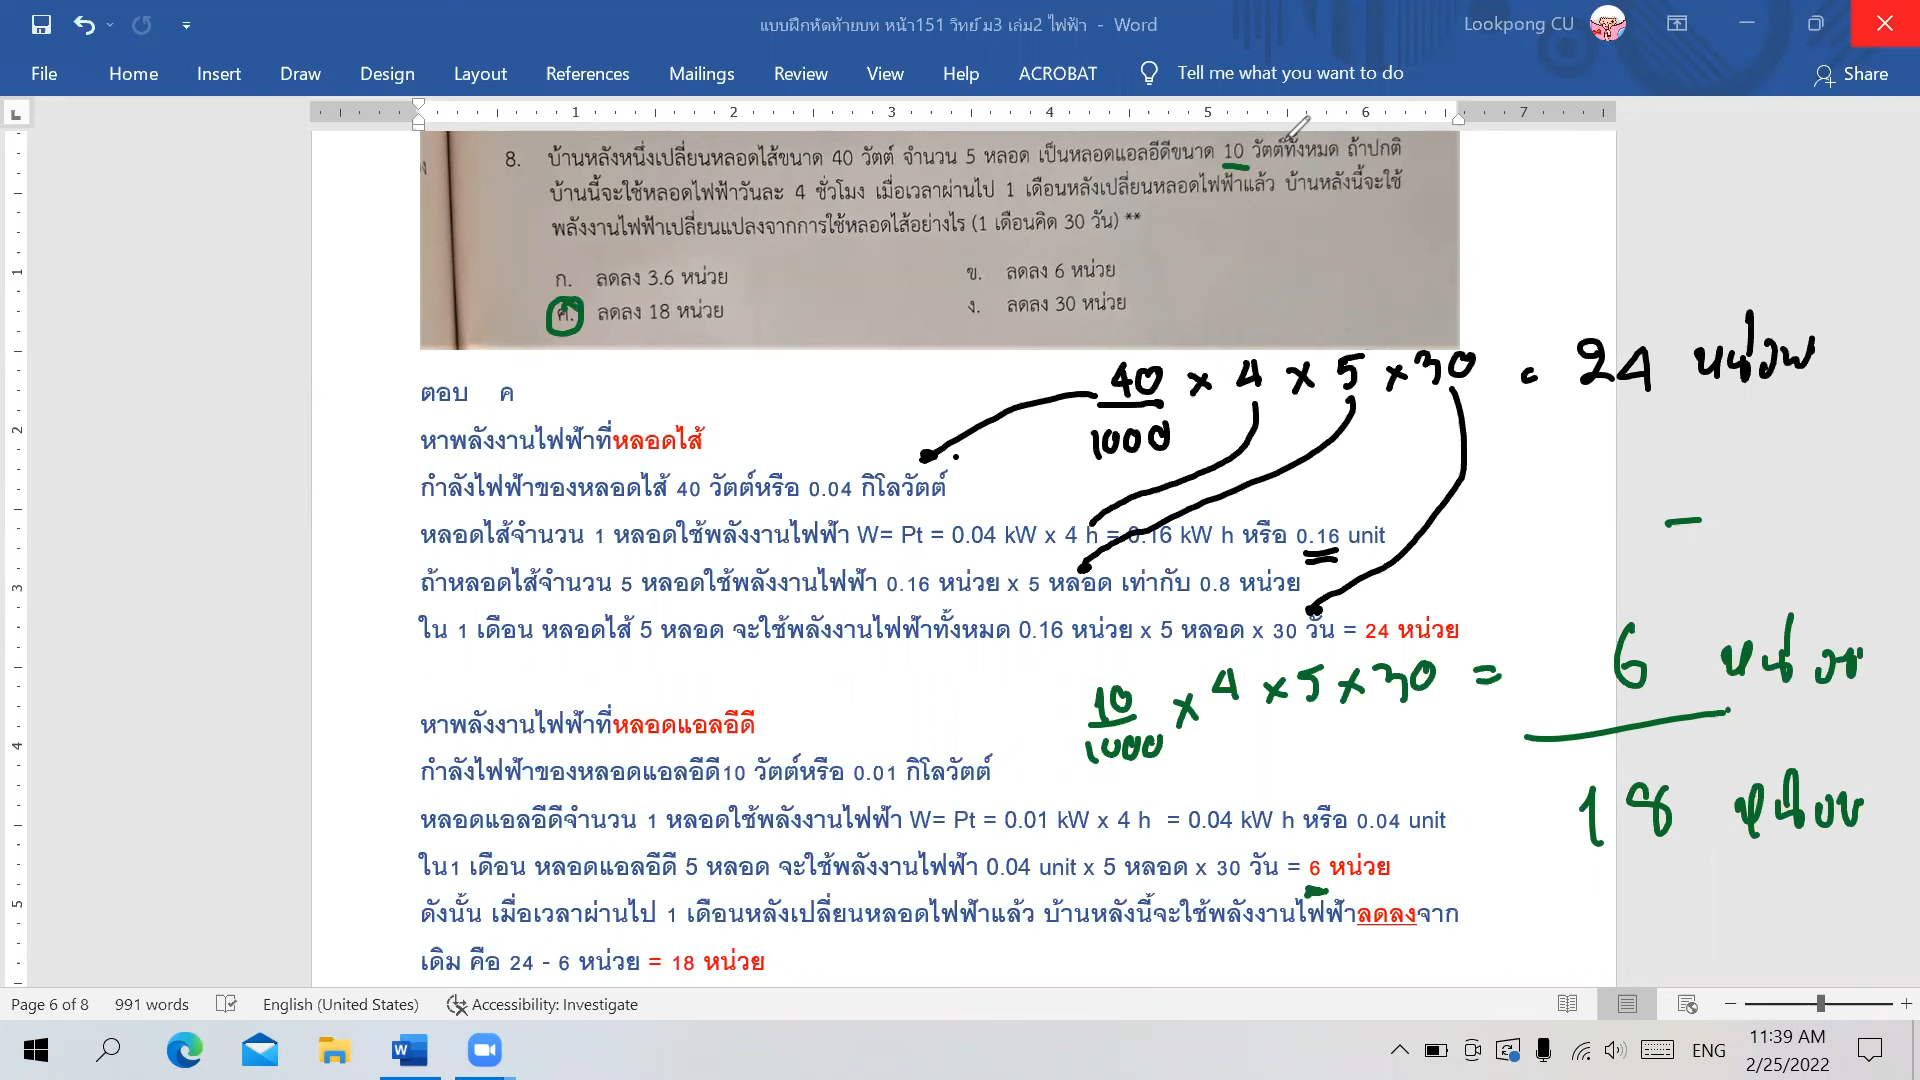 แบบฝึกหัดท้ายบท หน้า151 วิทย์ ม3 เล่ม2 ไฟฟ้า - Word
Lookpong CU
File Home Insert Draw Design Layout References Mailings Review View Help ACROBAT Tell me what you want to do Share
1 2 3 4 5 6 7
8. บ้านหลังหนึ่งเปลี่ยนหลอดไส้ขนาด 40 วัตต์ จำนวน 5 หลอด เป็นหลอดแอลอีดีขนาด 10 วัตต์ทั้งหมด ถ้าปกติ
บ้านนี้จะใช้หลอดไฟฟ้าวันละ 4 ชั่วโมง เมื่อเวลาผ่านไป 1 เดือนหลังเปลี่ยนหลอดไฟฟ้าแล้ว บ้านหลังนี้จะใช้
พลังงานไฟฟ้าเปลี่ยนแปลงจากการใช้หลอดไส้อย่างไร (1 เดือนคิด 30 วัน) **
ก. ลดลง 3.6 หน่วย ข. ลดลง 6 หน่วย
ค. ลดลง 18 หน่วย ง. ลดลง 30 หน่วย
40 x 4 x 5 x 30 = 24 หน่วย
1000
ตอบ ค
หาพลังงานไฟฟ้าที่หลอดไส้
กำลังไฟฟ้าของหลอดไส้ 40 วัตต์หรือ 0.04 กิโลวัตต์
หลอดไส้จำนวน 1 หลอดใช้พลังงานไฟฟ้า W= Pt = 0.04 kW x 4 h = 0.16 kW h หรือ 0.16 unit
ถ้าหลอดไส้จำนวน 5 หลอดใช้พลังงานไฟฟ้า 0.16 หน่วย x 5 หลอด เท่ากับ 0.8 หน่วย
ใน 1 เดือน หลอดไส้ 5 หลอด จะใช้พลังงานไฟฟ้าทั้งหมด 0.16 หน่วย x 5 หลอด x 30 วัน = 24 หน่วย
10 x 4 x 5 x 30 = 6 หน่วย
1000
18 หน่วย
หาพลังงานไฟฟ้าที่หลอดแอลอีดี
กำลังไฟฟ้าของหลอดแอลอีดี10 วัตต์หรือ 0.01 กิโลวัตต์
หลอดแอลอีดีจำนวน 1 หลอดใช้พลังงานไฟฟ้า W= Pt = 0.01 kW x 4 h = 0.04 kW h หรือ 0.04 unit
ใน1 เดือน หลอดแอลอีดี 5 หลอด จะใช้พลังงานไฟฟ้า 0.04 unit x 5 หลอด x 30 วัน = 6 หน่วย
ดังนั้น เมื่อเวลาผ่านไป 1 เดือนหลังเปลี่ยนหลอดไฟฟ้าแล้ว บ้านหลังนี้จะใช้พลังงานไฟฟ้าลดลงจาก
เดิม คือ 24 - 6 หน่วย = 18 หน่วย
1
2
3
4
5
Page 6 of 8 991 words English (United States) Accessibility: Investigate
ENG
11:39 AM
2/25/2022